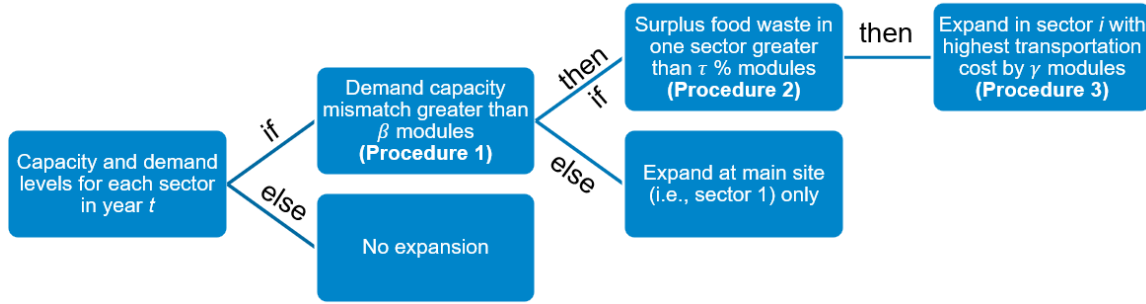 Capacity and demand
levels for each sector
in year t
if
else
Demand capacity
mismatch greater than
β modules
(Procedure 1)
No expansion
then
if
else
Surplus food waste in
one sector greater
than τ % modules
(Procedure 2)
Expand at main site
(i.e., sector 1) only
then
Expand in sector i with
highest transportation
cost by γ modules
(Procedure 3)